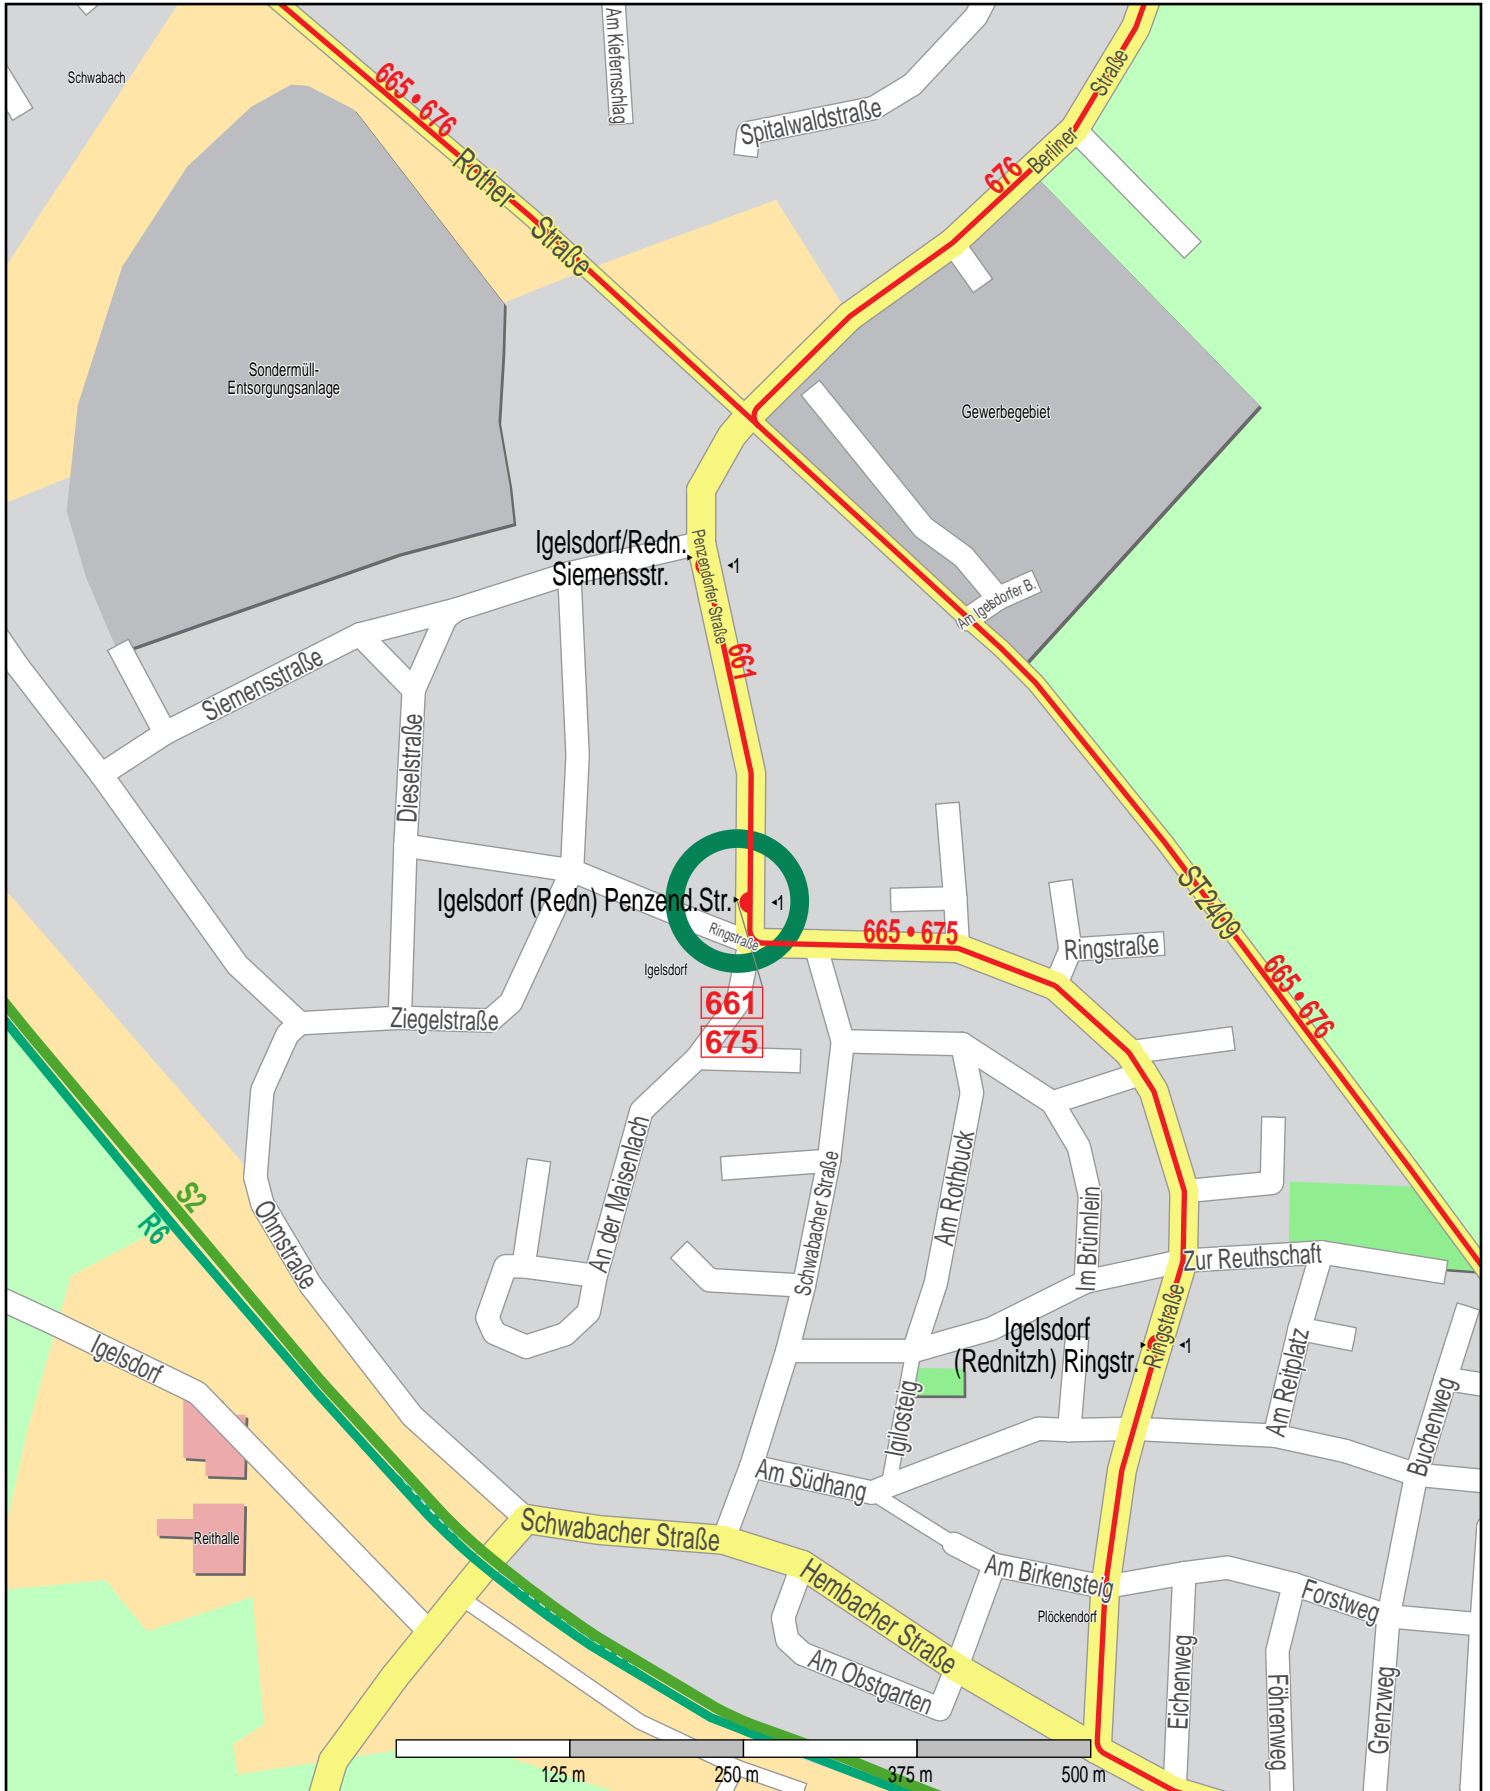 Am Kiefernschlag
Schwabach
665 • 676
Rother Straße
Spitalwaldstraße
Berliner Straße
676
Sondermüll-
Entsorgungsanlage
Gewerbegebiet
Igelsdorf/Redn.
Siemensstr.
1
Penzendorfer Straße
Am Igelsdorfer B.
661
Siemensstraße
Dieselstraße
Igelsdorf (Redn) Penzend.Str.
1
Ringstraße
665 • 675
Ringstraße
ST2409
665 • 676
Igelsdorf
661
675
Ziegelstraße
An der Maisenlach
Schwabacher Straße
Am Rothbuck
Im Brünnlein
S2
R6
Ohmstraße
Zur Reuthschaft
Ringstraße
Igelsdorf
(Rednitzh) Ringstr.
1
Am Reitplatz
Igelsdorf
Igilosteig
Buchenweg
Am Südhang
Reithalle
Schwabacher Straße
Hembacher Straße
Am Birkensteig
Plöckendorf
Forstweg
Am Obstgarten
Eichenweg
Föhrenweg
Grenzweg
125 m
250 m
375 m
500 m